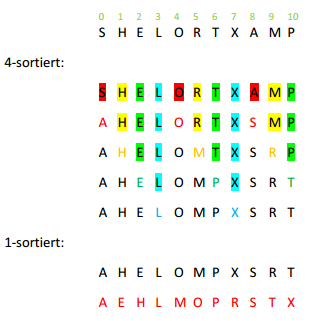 0 1 2 3 4 5 6 7 8 9 10
S H E L O R T X A M P
4-sortiert:
S H E L O R T X A M P
A H E L O R T X S M P
A H E L O M T X S R P
A H E L O M P X S R T
A H E L O M P X S R T
1-sortiert:
A H E L O M P X S R T
A E H L M O P R S T X